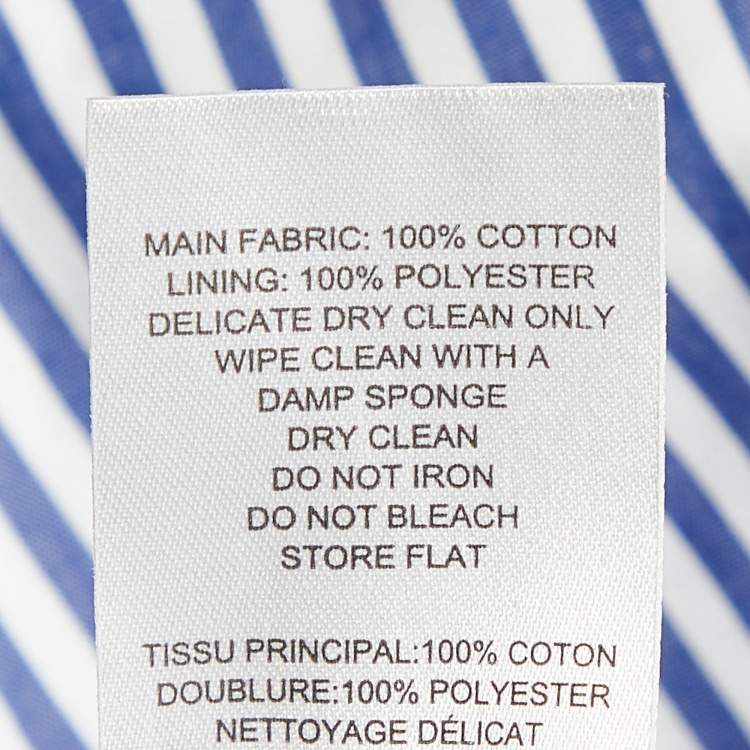 MAIN FABRIC: 100% COTTON
LINING: 100% POLYESTER
DELICATE DRY CLEAN ONLY
WIPE CLEAN WITH A
DAMP SPONGE
DRY CLEAN
DO NOT IRON
DO NOT BLEACH
STORE FLAT
TISSU PRINCIPAL:100% COTON
DOUBLURE:100% POLYESTER
NETTOYAGE DÉLICAT